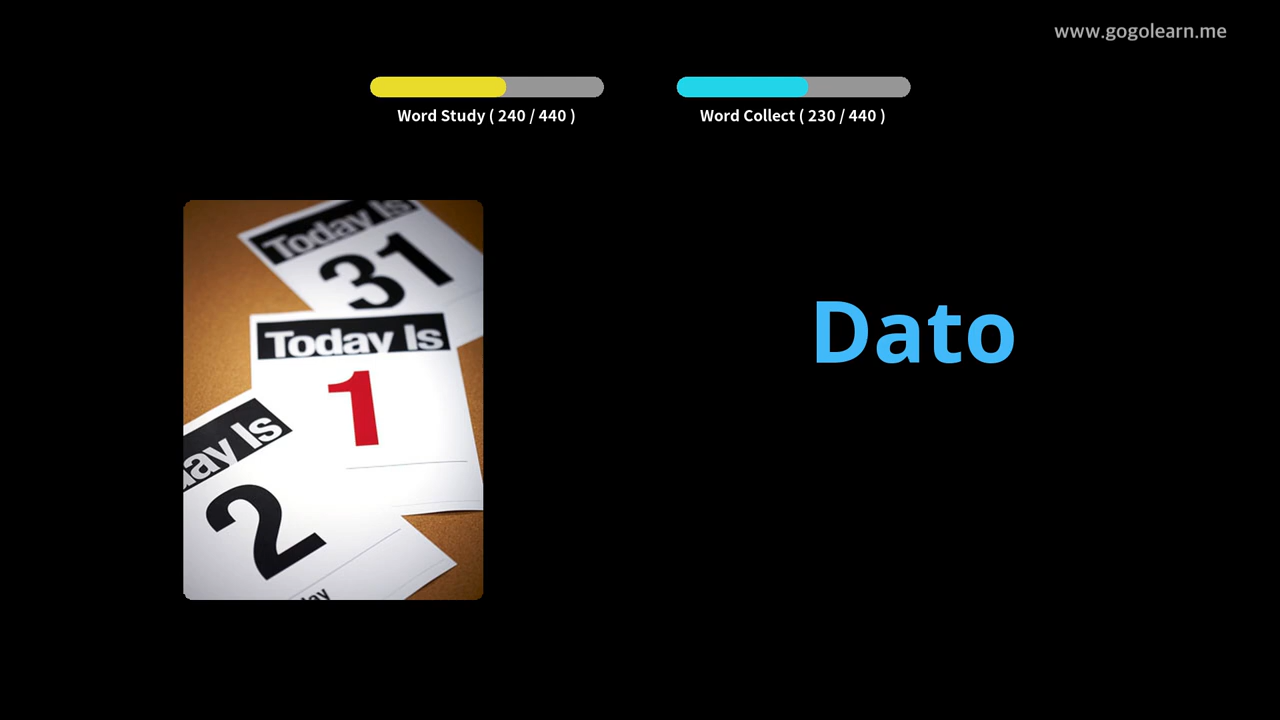 www.gogolearn.me
Word Study ( 240 / 440 )
Word Collect ( 230 / 440 )
Today Is
31
Today Is
1
ay Is
2
Dato